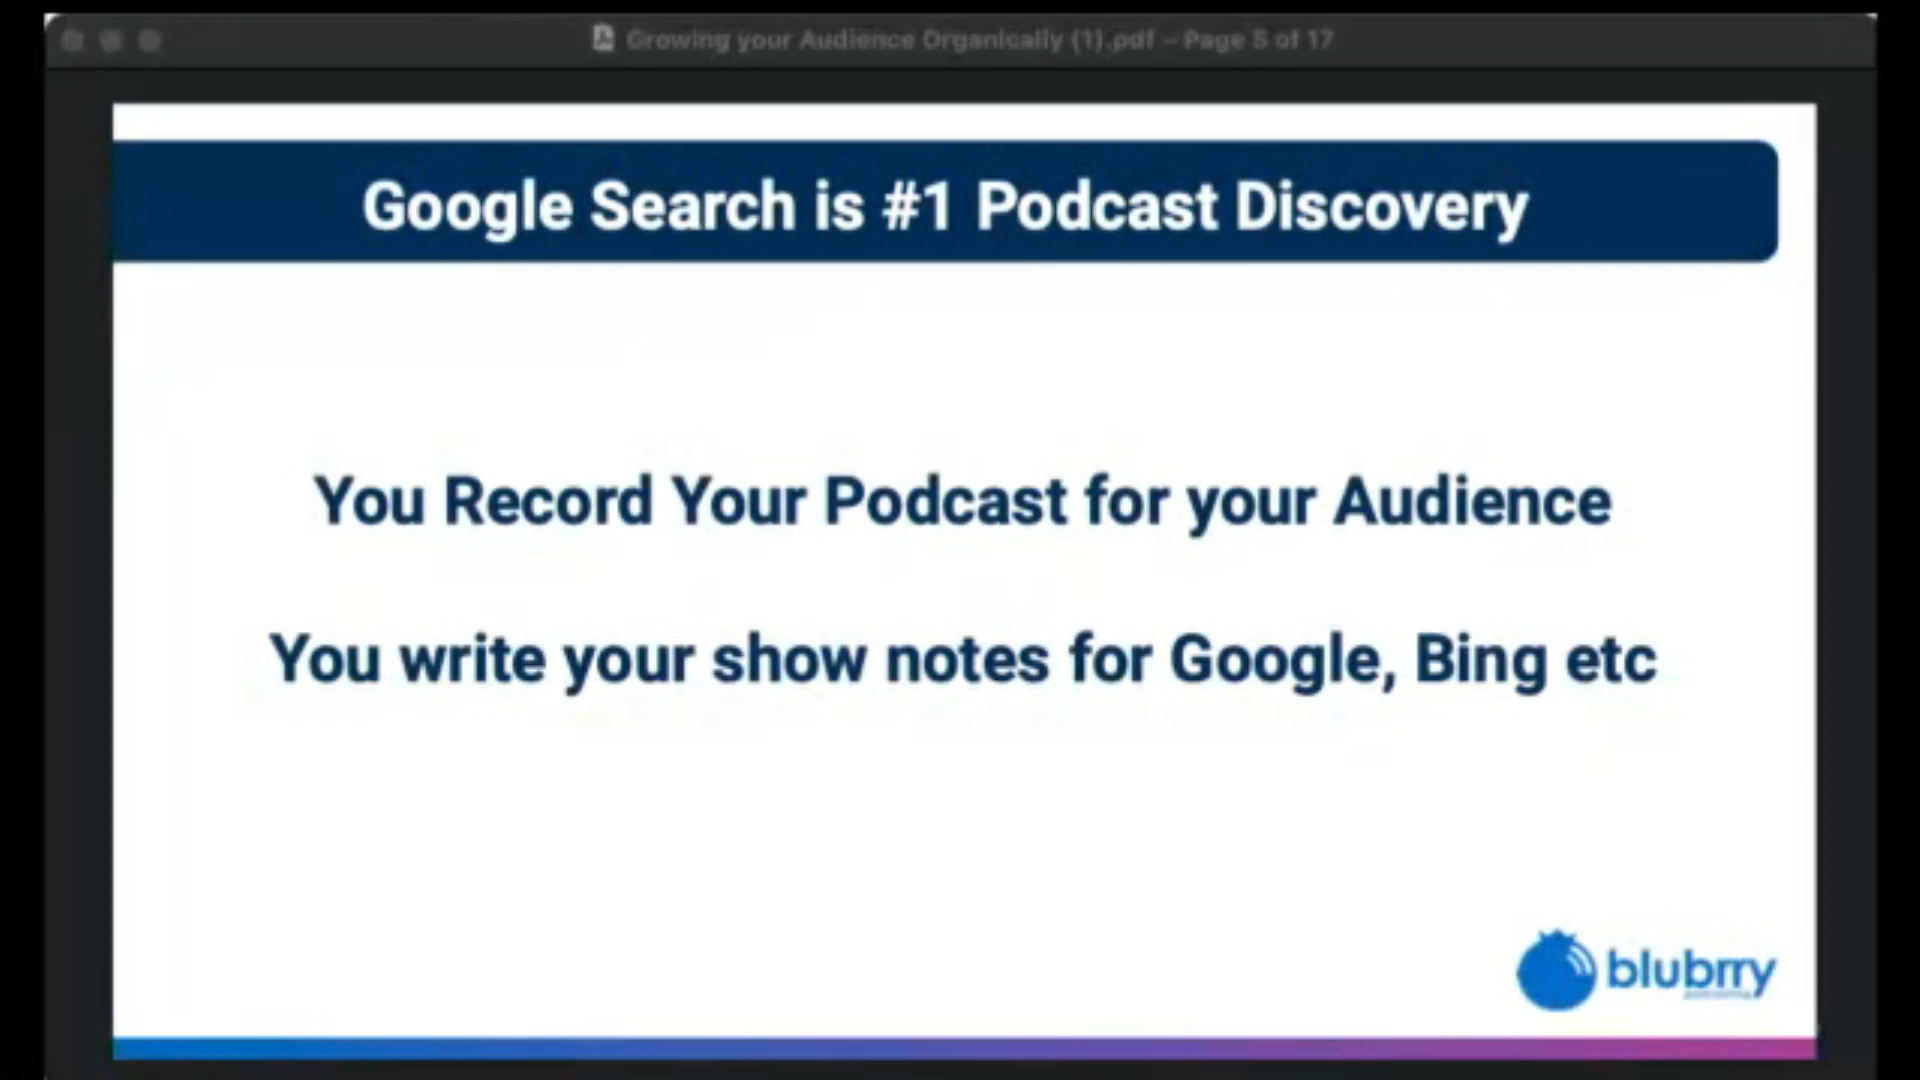 Growing your Audience Organically (1).pdf – Page 5 of 17
Google Search is #1 Podcast Discovery
You Record Your Podcast for your Audience
You write your show notes for Google, Bing etc
blubrry